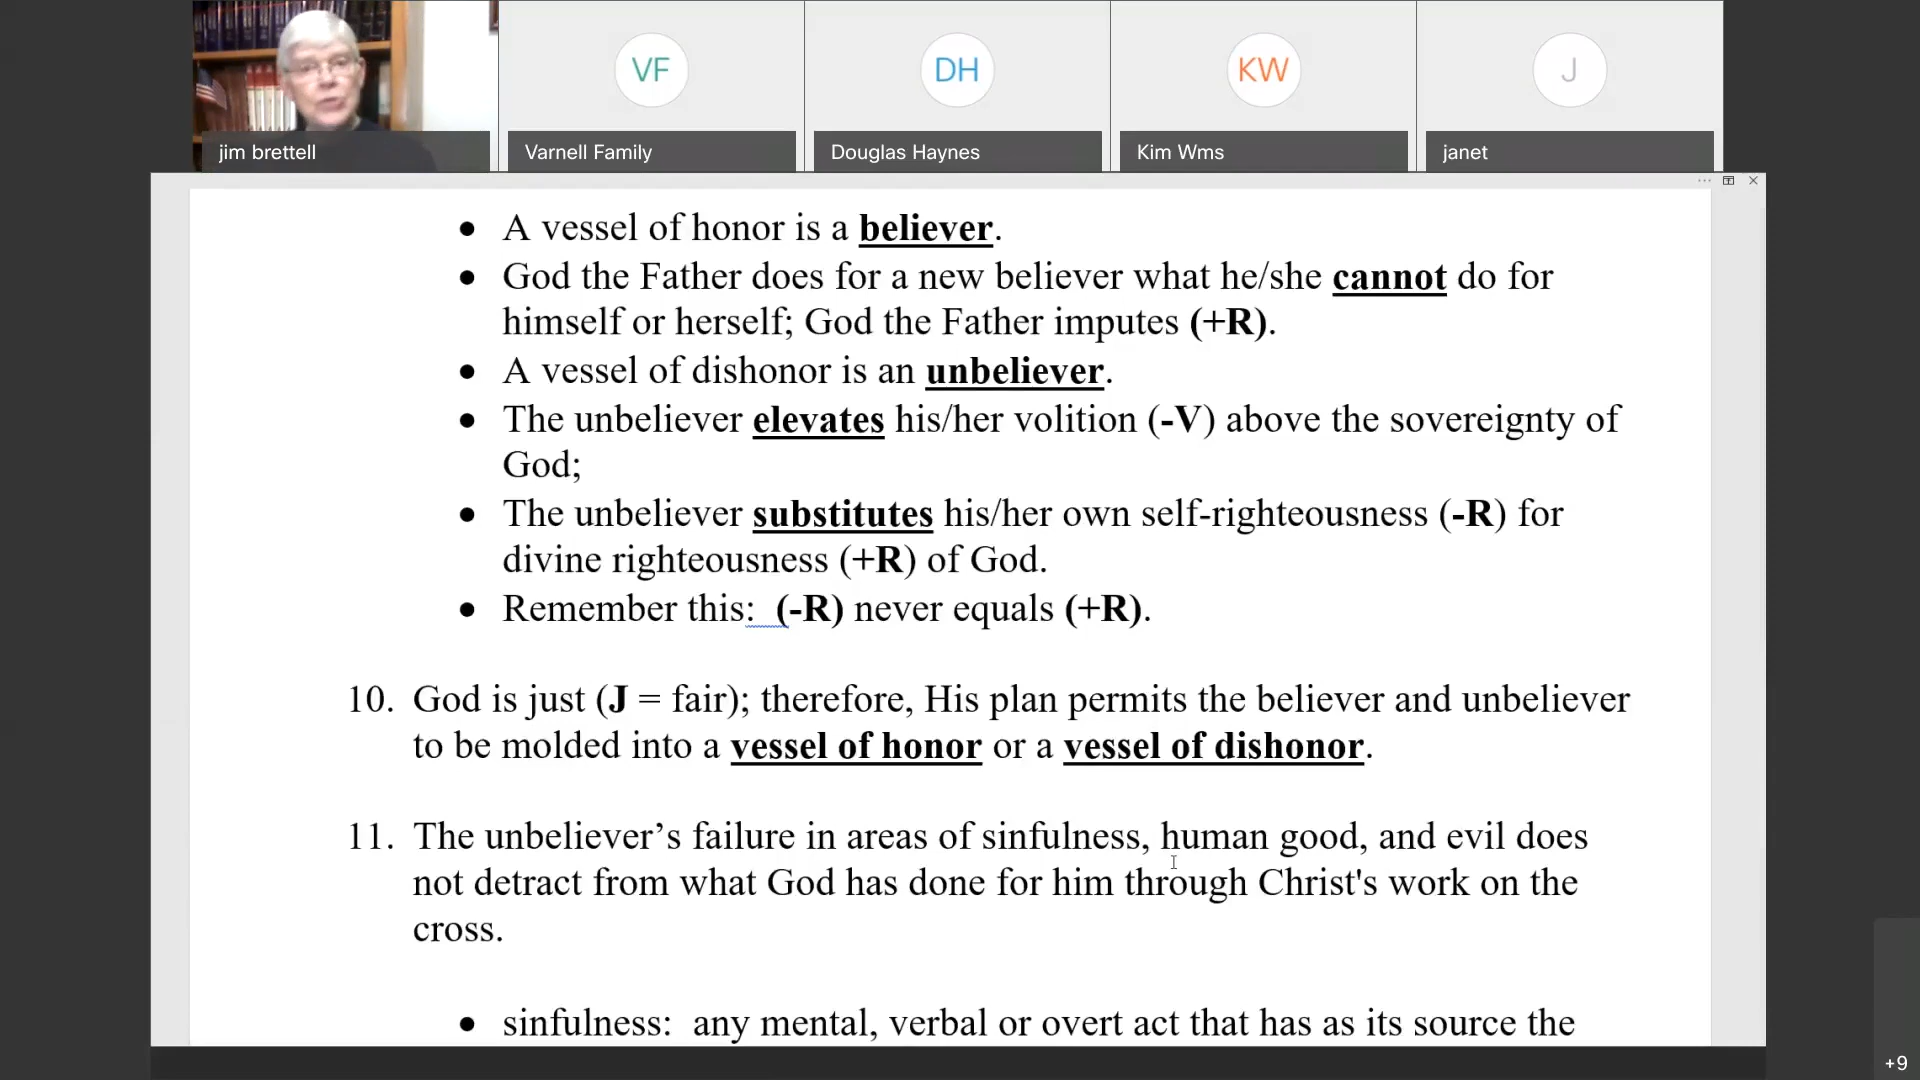 VF
DH
KW
J
jim brettell
Varnell Family
Douglas Haynes
Kim Wms
janet
• A vessel of honor is a believer.
• God the Father does for a new believer what he/she cannot do for
himself or herself; God the Father imputes (+R).
• A vessel of dishonor is an unbeliever.
• The unbeliever elevates his/her volition (-V) above the sovereignty of
God;
• The unbeliever substitutes his/her own self-righteousness (-R) for
divine righteousness (+R) of God.
• Remember this:  (-R) never equals (+R).
10. God is just (J = fair); therefore, His plan permits the believer and unbeliever
to be molded into a vessel of honor or a vessel of dishonor.
11. The unbeliever’s failure in areas of sinfulness, human good, and evil does
not detract from what God has done for him through Christ's work on the
cross.
• sinfulness:  any mental, verbal or overt act that has as its source the
+9